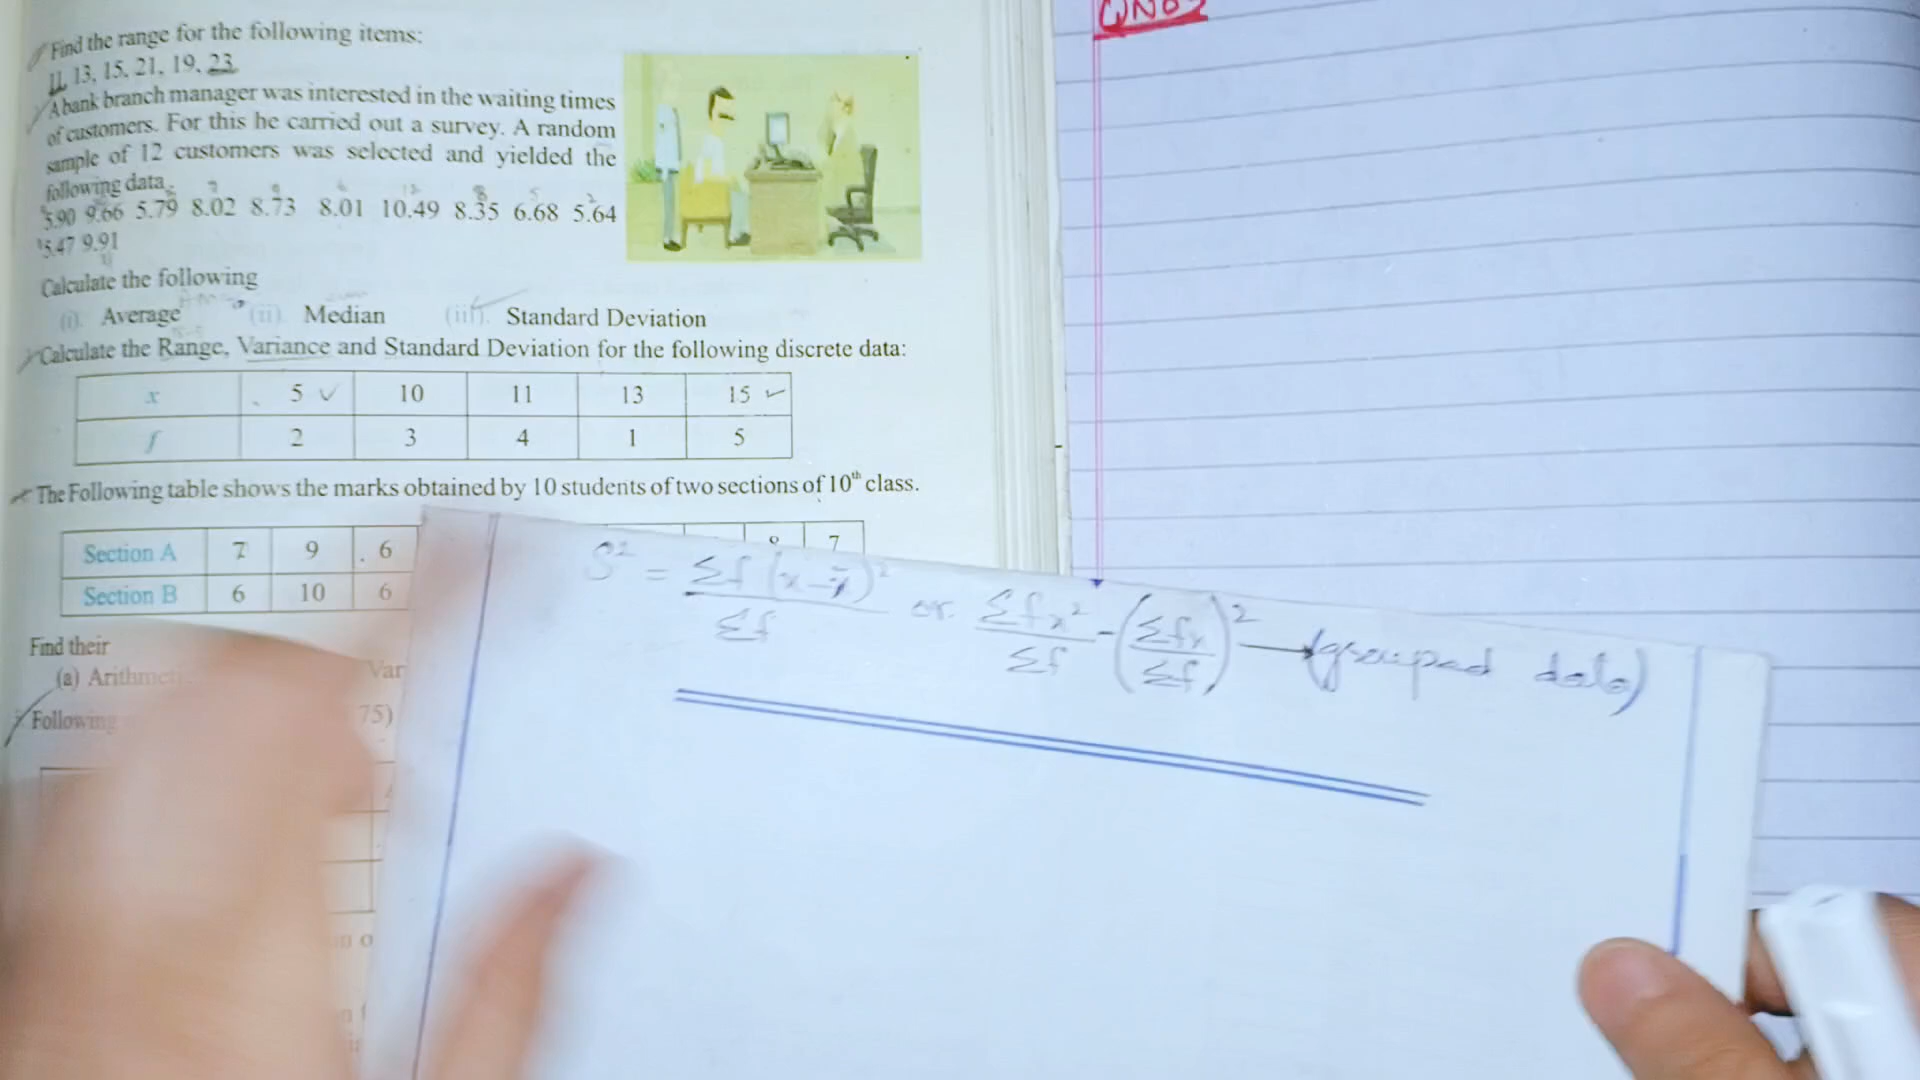 QNO
Find the range for the following items:
11, 13, 15, 21, 19, 23
A bank branch manager was interested in the waiting times
of customers. For this he carried out a survey. A random
sample of 12 customers was selected and yielded the
following data
5.90 9.66 5.79 8.02 8.73 8.01 10.49 8.35 6.68 5.64
5.47 9.91
Calculate the following
(i). Average (ii) Median (iii). Standard Deviation
Calculate the Range, Variance and Standard Deviation for the following discrete data:
x 5 10 11 13 15
f 2 3 4 1 5
The Following table shows the marks obtained by 10 students of two sections of 10th class.
Section A 7 9 6 7
Section B 6 10 6
Find their
(a) Arithmeti Var
Following 75)
S² = Σf(x-x̄)²/Σf or Σfx²/Σf - (Σfx/Σf)² → (grouped data)